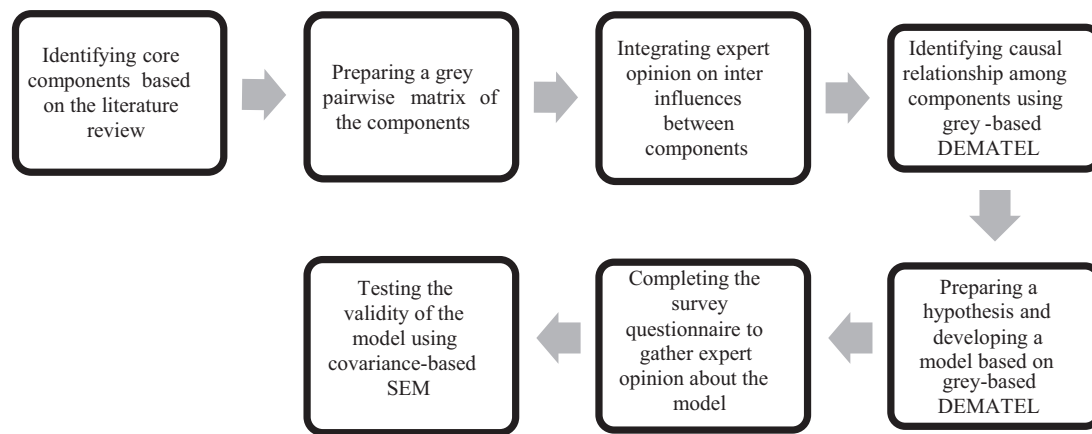 Identifying core
components based
on the literature
review
Preparing a grey
pairwise matrix of
the components
Integrating expert
opinion on inter
influences
between
components
Identifying causal
relationship among
components using
grey -based
DEMATEL
Preparing a
hypothesis and
developing a
model based on
grey-based
DEMATEL
Completing the
survey
questionnaire to
gather expert
opinion about the
model
Testing the
validity of the
model using
covariance-based
SEM